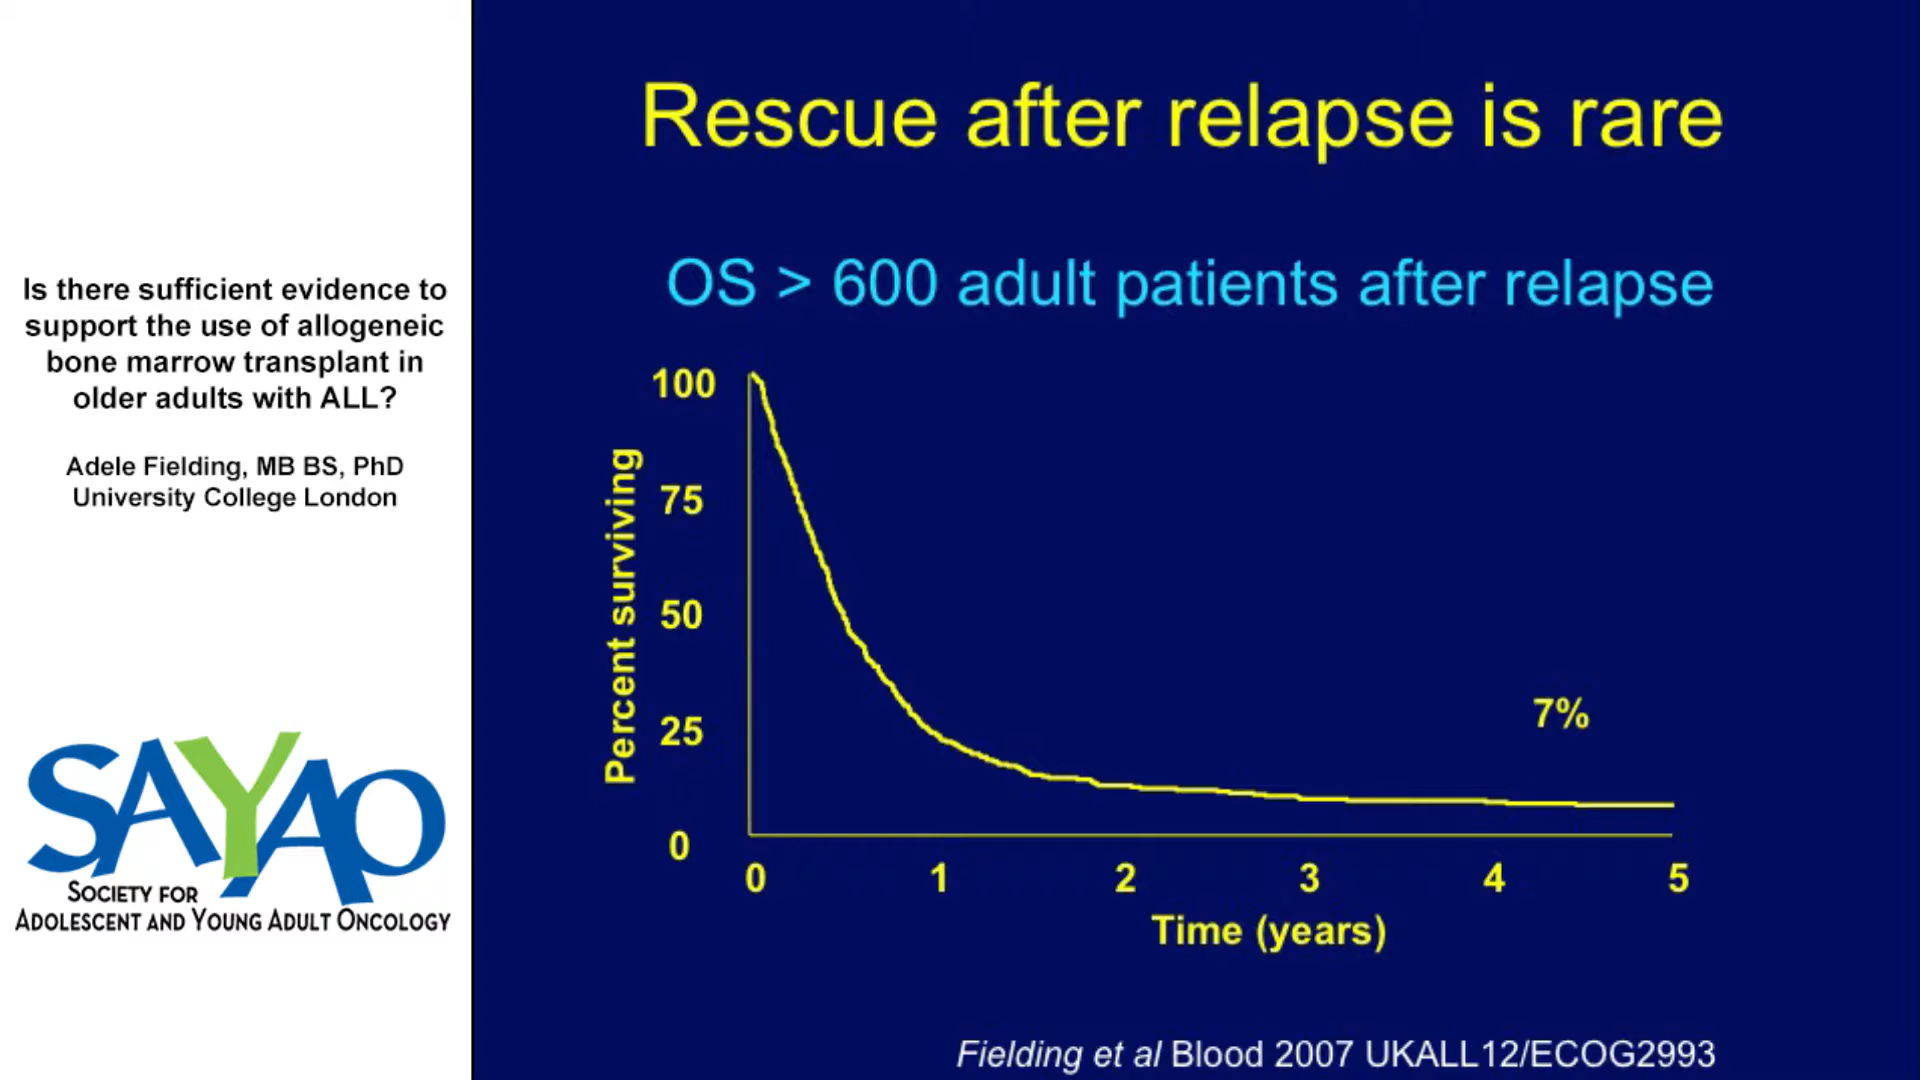 Is there sufficient evidence to
support the use of allogeneic
bone marrow transplant in
older adults with ALL?
Adele Fielding, MB BS, PhD
University College London
SAYAO
SOCIETY FOR
ADOLESCENT AND YOUNG ADULT ONCOLOGY
Rescue after relapse is rare
OS > 600 adult patients after relapse
Percent surviving
100
75
50
25
0
7%
0 1 2 3 4 5
Time (years)
Fielding et al Blood 2007 UKALL12/ECOG2993